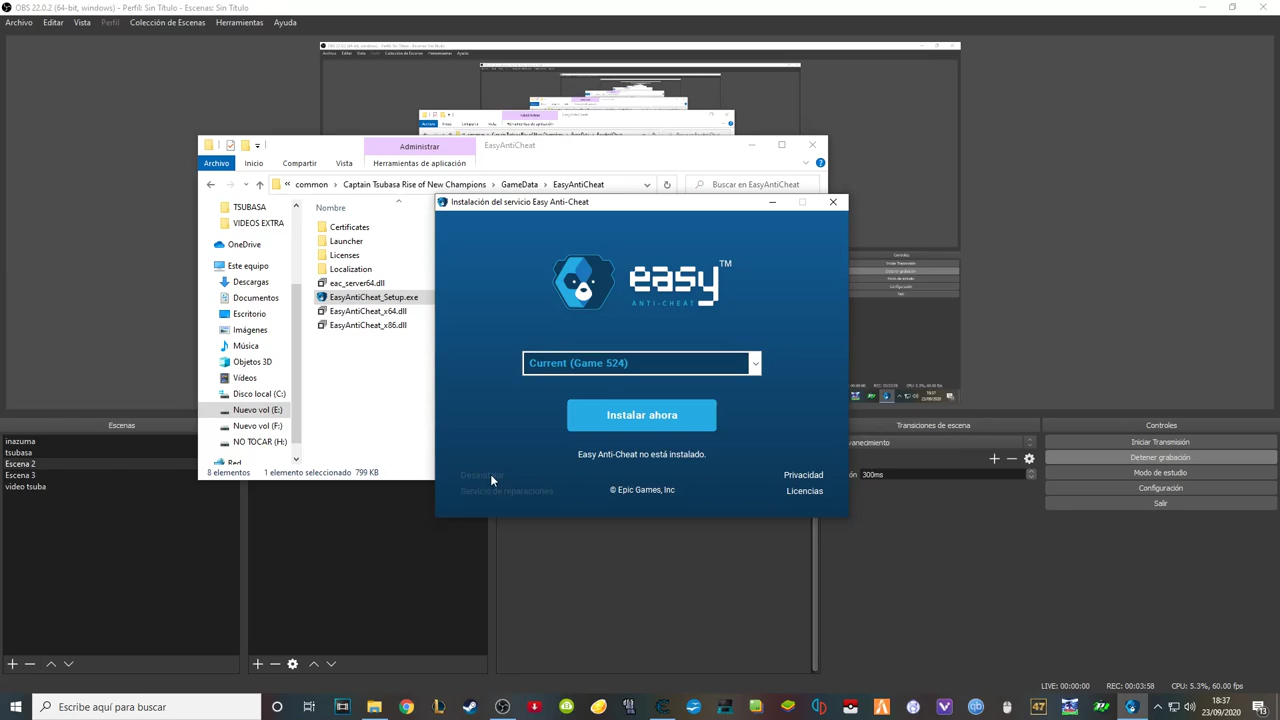 OBS 22.0.2 (64-bit, windows) - Perfil: Sin Título - Escenas: Sin Título
Archivo Editar Vista Perfil Colección de Escenas Herramientas Ayuda
Administrar EasyAntiCheat
Archivo Inicio Compartir Vista Herramientas de aplicación
« common > Captain Tsubasa Rise of New Champions > GameData > EasyAntiCheat
Buscar en EasyAntiCheat
TSUBASA
VIDEOS EXTRA
OneDrive
Este equipo
Descargas
Documentos
Escritorio
Imágenes
Música
Objetos 3D
Vídeos
Disco local (C:)
Nuevo vol (E:)
Nuevo vol (F:)
NO TOCAR (H:)
Red
Nombre
Certificates
Launcher
Licenses
Localization
eac_server64.dll
EasyAntiCheat_Setup.exe
EasyAntiCheat_x64.dll
EasyAntiCheat_x86.dll
8 elementos 1 elemento seleccionado 799 KB
Instalación del servicio Easy Anti-Cheat
easy™
ANTI-CHEAT
Current (Game 524)
Instalar ahora
Easy Anti-Cheat no está instalado.
Desinstalar
Servicio de reparaciones
© Epic Games, Inc
Privacidad
Licencias
Escenas
inazuma
tsubasa
Escena 2
Escena 3
video tsuba
Transiciones de escena
vanecimiento
ón 300ms
Controles
Iniciar Transmisión
Detener grabación
Modo de estudio
Configuración
Salir
LIVE: 00:00:00 REC: 00:03:58 CPU: 5.3%, 60.00 fps
Escribe aquí para buscar
18:37
23/09/2020